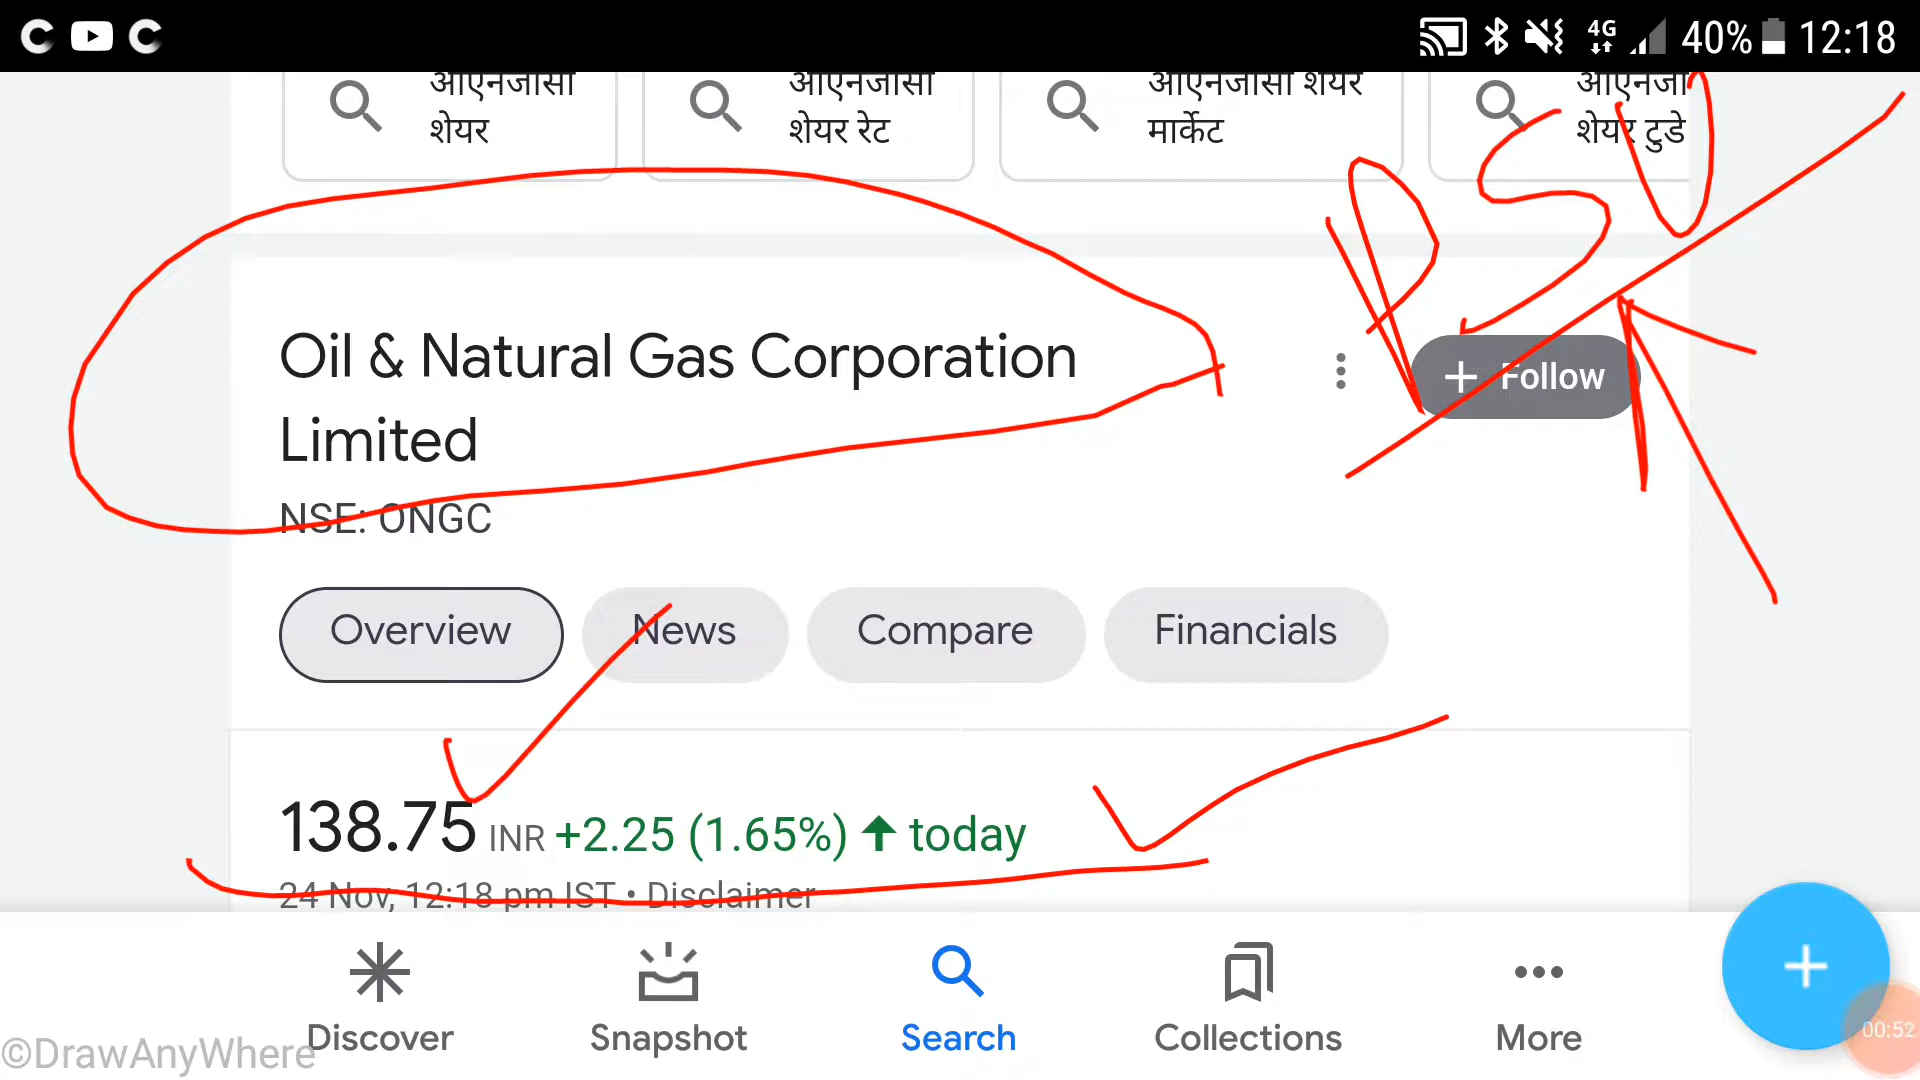 4G 40% 12:18
आएनजीसी शेयर
आएनजीसी शेयर रेट
आएनजीसी शेयर मार्केट
शेयर टुडे
PSU
Oil & Natural Gas Corporation
Limited
+ Follow
NSE: ONGC
Overview News Compare Financials
138.75 INR +2.25 (1.65%) ↑ today
24 Nov, 12:18 pm IST • Disclaimer
Discover Snapshot Search Collections More
00:52
©DrawAnyWhere